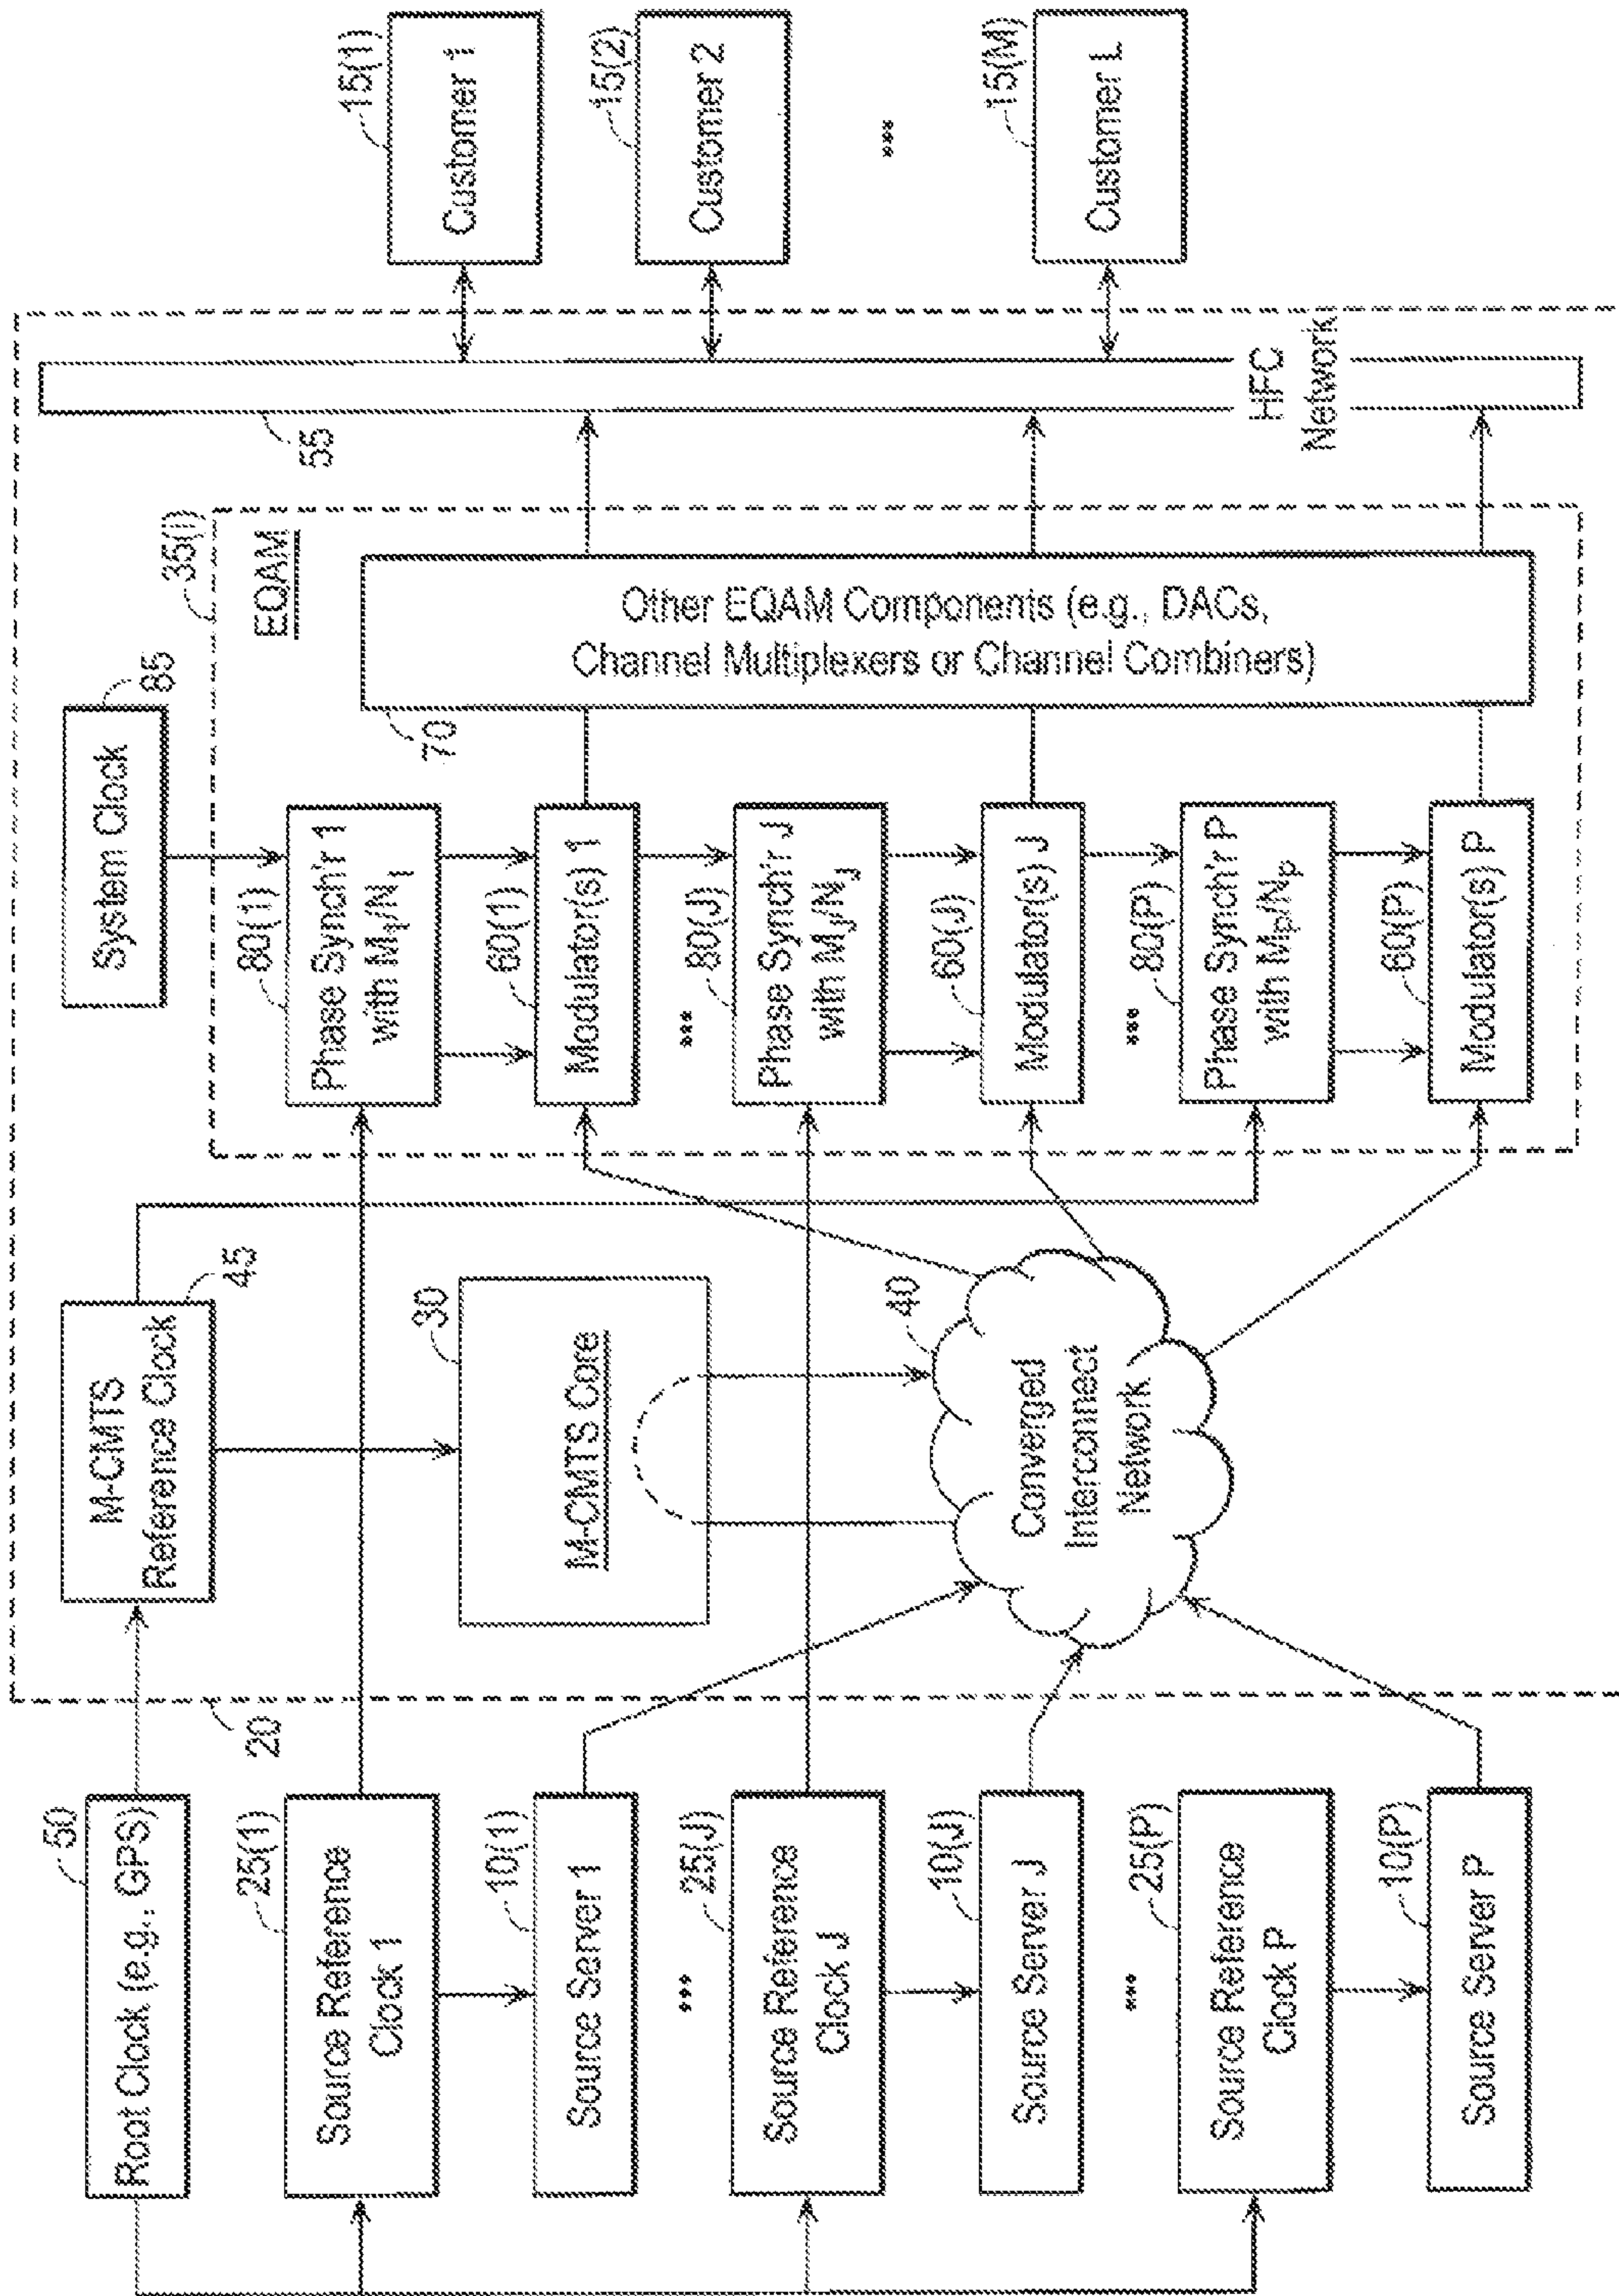 50
Root Clock (e.g., GPS)
25(1)
Source Reference
Clock 1
10(1)
Source Server 1
•••
25(J)
Source Reference
Clock J
10(J)
Source Server J
•••
25(P)
Source Reference
Clock P
10(P)
Source Server P
20
M-CMTS
Reference Clock
45
30
M-CMTS Core
40
Converged
Interconnect
Network
System Clock
85
35(I)
EQAM
80(1)
Phase Synch'r 1
with M1/N1
60(1)
Modulator(s) 1
•••
80(J)
Phase Synch'r J
with MJ/NJ
60(J)
Modulator(s) J
•••
80(P)
Phase Synch'r P
with MP/NP
60(P)
Modulator(s) P
70
Other EQAM Components (e.g., DACs,
Channel Multiplexers or Channel Combiners)
55
HFC
Network
15(1)
Customer 1
15(2)
Customer 2
•••
15(M)
Customer L